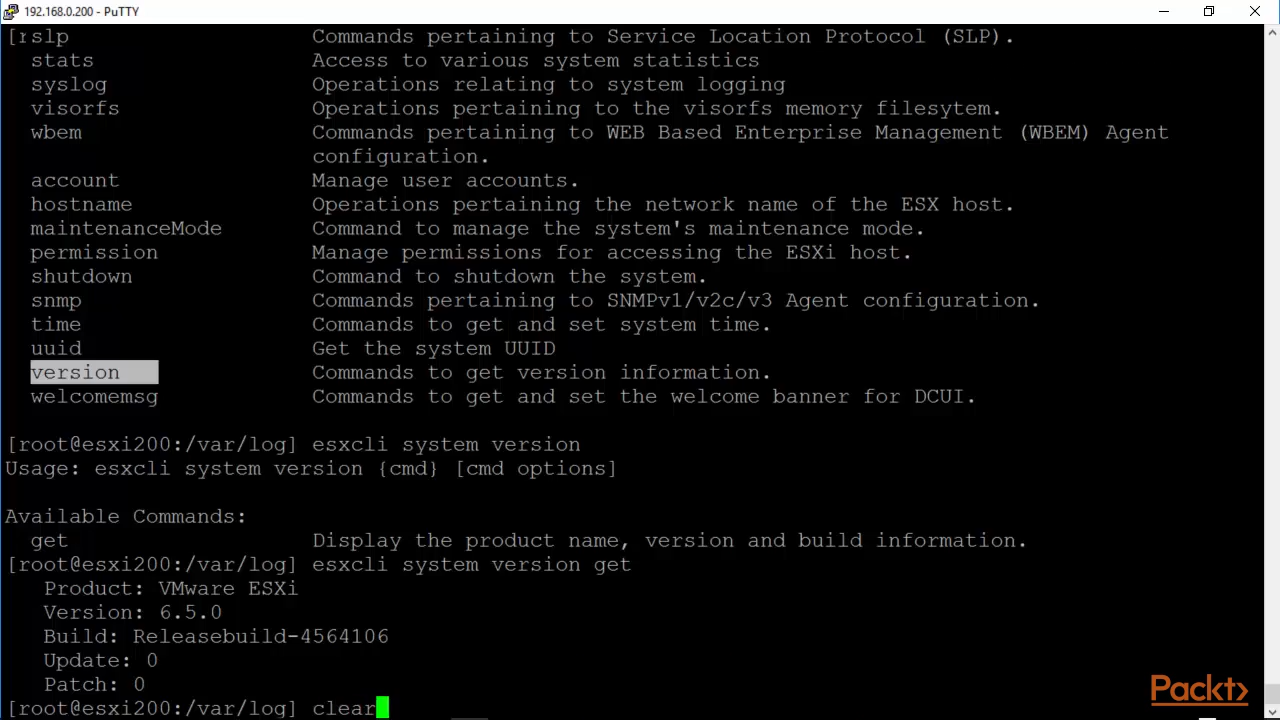 192.168.0.200 - PuTTY
[rslp Commands pertaining to Service Location Protocol (SLP).
stats Access to various system statistics
syslog Operations relating to system logging
visorfs Operations pertaining to the visorfs memory filesytem.
wbem Commands pertaining to WEB Based Enterprise Management (WBEM) Agent
configuration.
account Manage user accounts.
hostname Operations pertaining the network name of the ESX host.
maintenanceMode Command to manage the system's maintenance mode.
permission Manage permissions for accessing the ESXi host.
shutdown Command to shutdown the system.
snmp Commands pertaining to SNMPv1/v2c/v3 Agent configuration.
time Commands to get and set system time.
uuid Get the system UUID
version Commands to get version information.
welcomemsg Commands to get and set the welcome banner for DCUI.
[root@esxi200:/var/log] esxcli system version
Usage: esxcli system version {cmd} [cmd options]
Available Commands:
get Display the product name, version and build information.
[root@esxi200:/var/log] esxcli system version get
Product: VMware ESXi
Version: 6.5.0
Build: Releasebuild-4564106
Update: 0
Patch: 0
[root@esxi200:/var/log] clear
Packt>